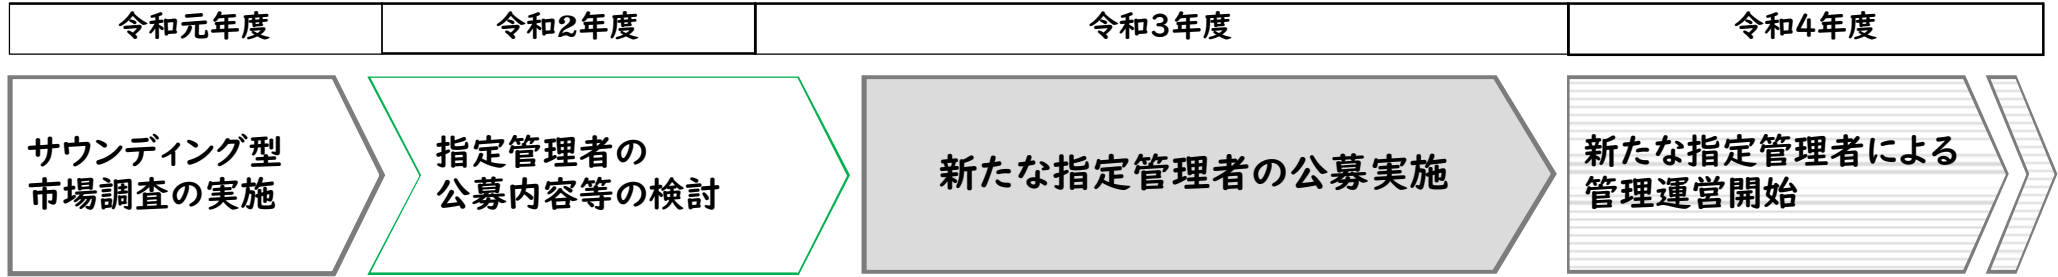 令和元年度
令和2年度
令和3年度
令和4年度
サウンディング型
市場調査の実施
指定管理者の
公募内容等の検討
新たな指定管理者の公募実施
新たな指定管理者による
管理運営開始